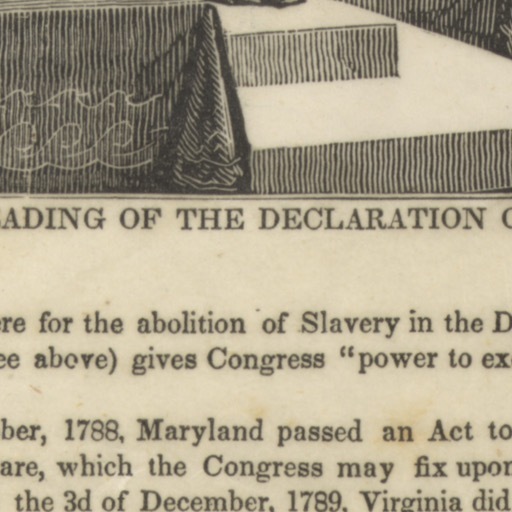 ADING OF THE DECLARATION
re for the abolition of Slavery in the D
ee above) gives Congress “power to ex
ber, 1788, Maryland passed an Act to
are, which the Congress may fix upon
the 3d of December, 1789, Virginia did